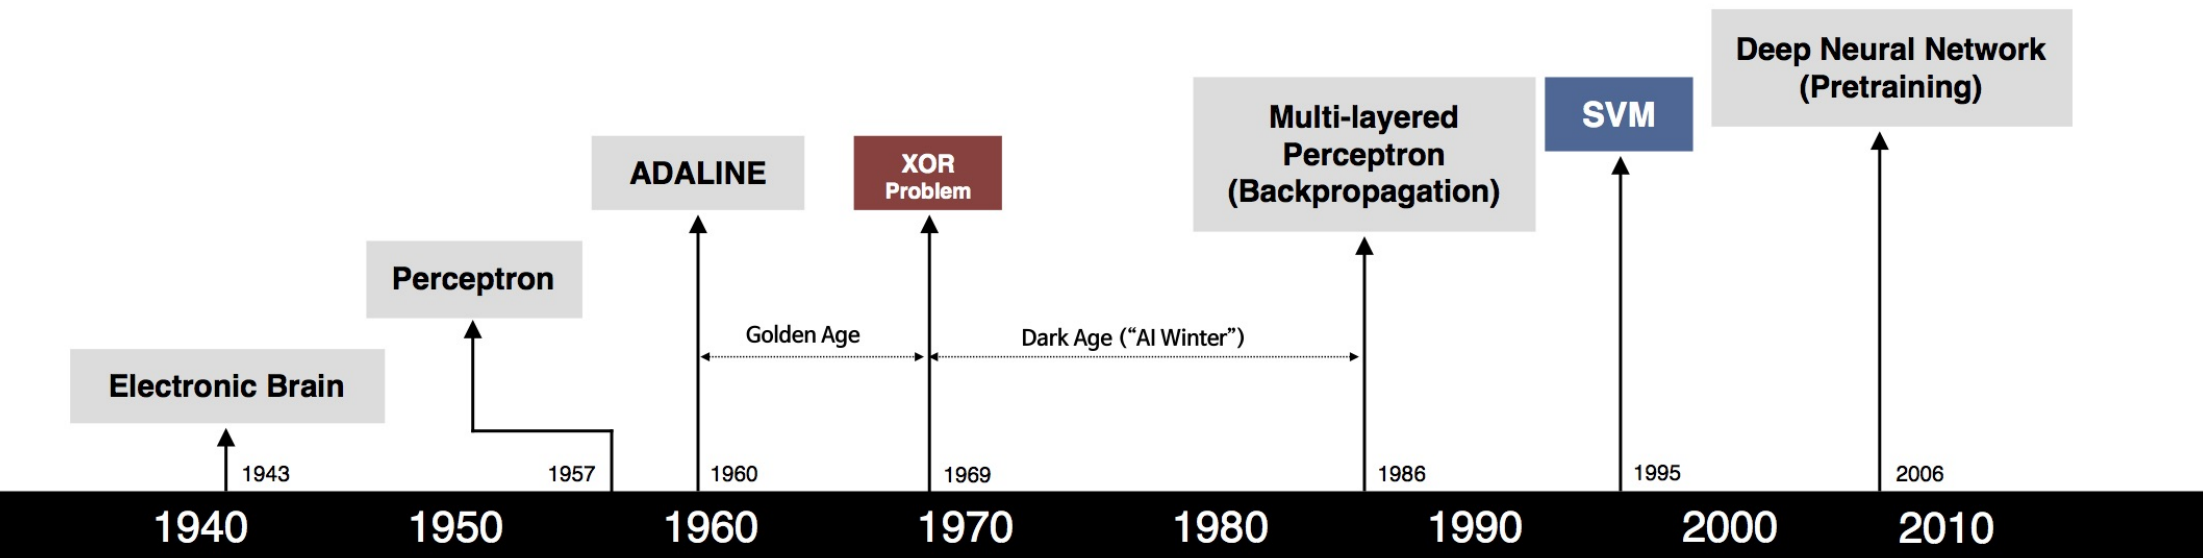 Deep Neural Network
(Pretraining)
Multi-layered
Perceptron
(Backpropagation)
SVM
ADALINE
XOR
Problem
Perceptron
Golden Age
Dark Age (“AI Winter”)
Electronic Brain
1943
1957
1960
1969
1986
1995
2006
1940
1950
1960
1970
1980
1990
2000
2010